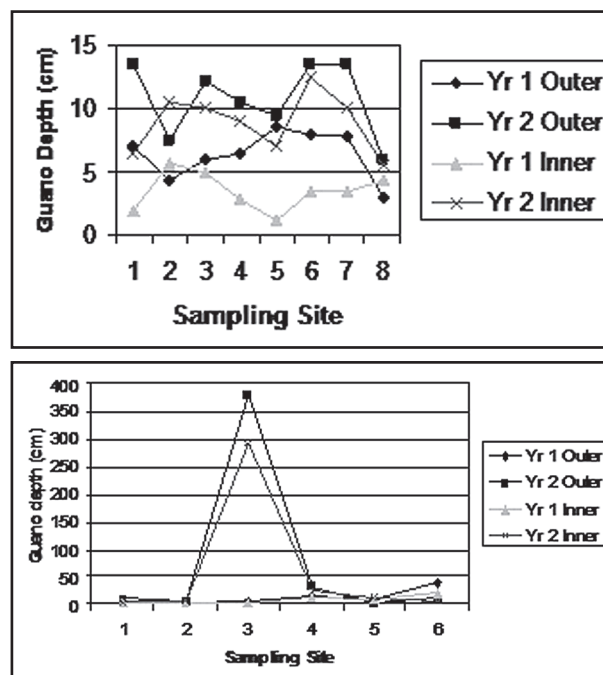 15
10
5
0
Guano Depth (cm)
1 2 3 4 5 6 7 8
Sampling Site
Yr 1 Outer
Yr 2 Outer
Yr 1 Inner
Yr 2 Inner
400
350
300
250
200
150
100
50
0
Guano depth (cm)
1 2 3 4 5 6
Sampling Site
Yr 1 Outer
Yr 2 Outer
Yr 1 Inner
Yr 2 Inner